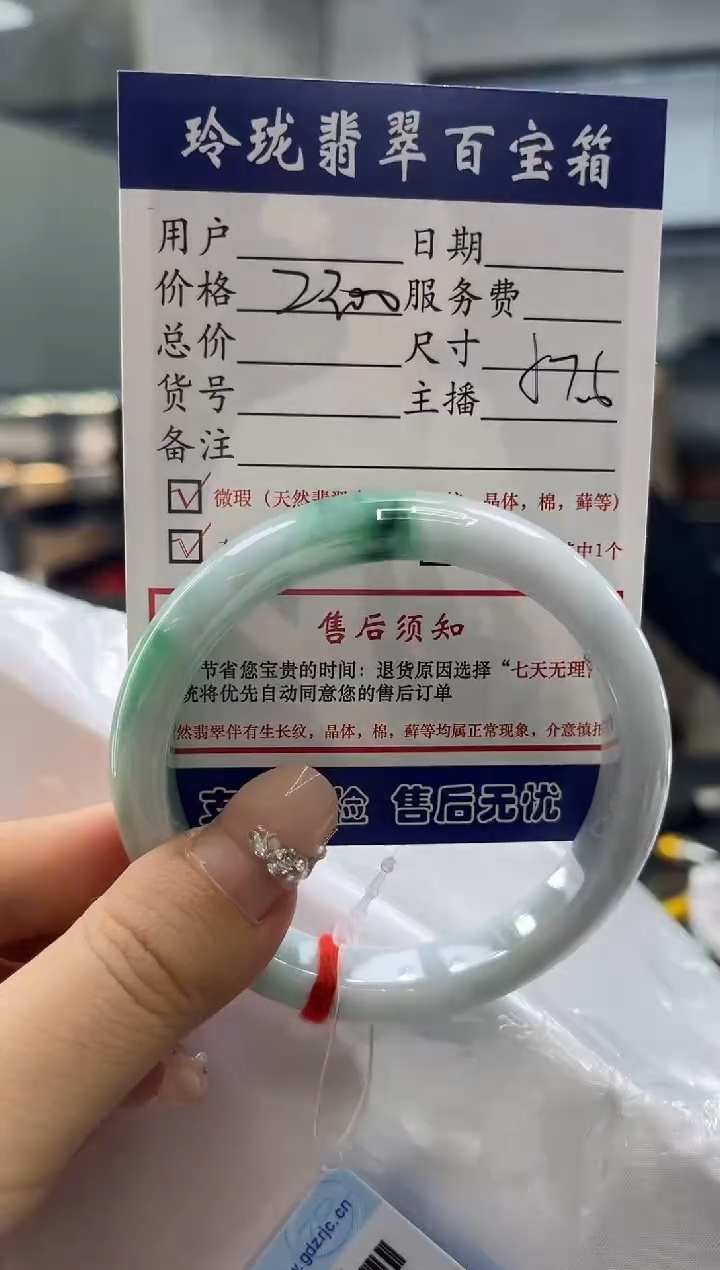 玲珑翡翠百宝箱
用户 日期
价格 2300 服务费
总价 尺寸 57.6
货号 主播
备注
微瑕（天然翡翠 晶体，棉，藓等）
中1个
售后须知
节省您宝贵的时间：退货原因选择“七天无理
统将优先自动同意您的售后订单
然翡翠伴有生长纹，晶体，棉，藓等均属正常现象，介意慎拍
支 检 售后无忧
.gdzrjc.cn